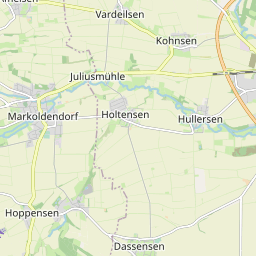 Vardeilsen
Kohnsen
Juliusmühle
Markoldendorf
Holtensen
Hullersen
Hoppensen
Dassensen